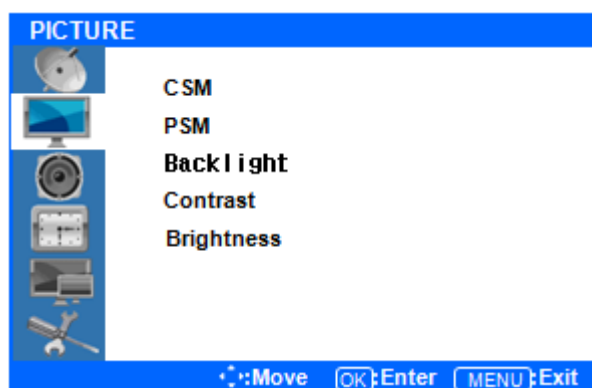 PICTURE
CSM
PSM
Backlight
Contrast
Brightness
:Move OK:Enter MENU:Exit